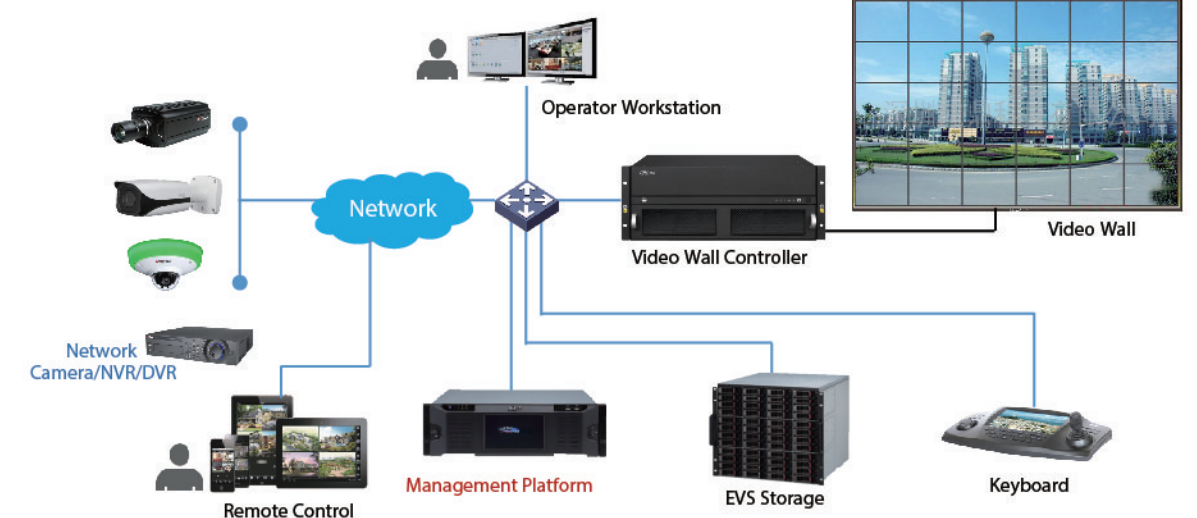 Operator Workstation
Network
Video Wall Controller
Video Wall
Network
Camera/NVR/DVR
Remote Control
Management Platform
EVS Storage
Keyboard